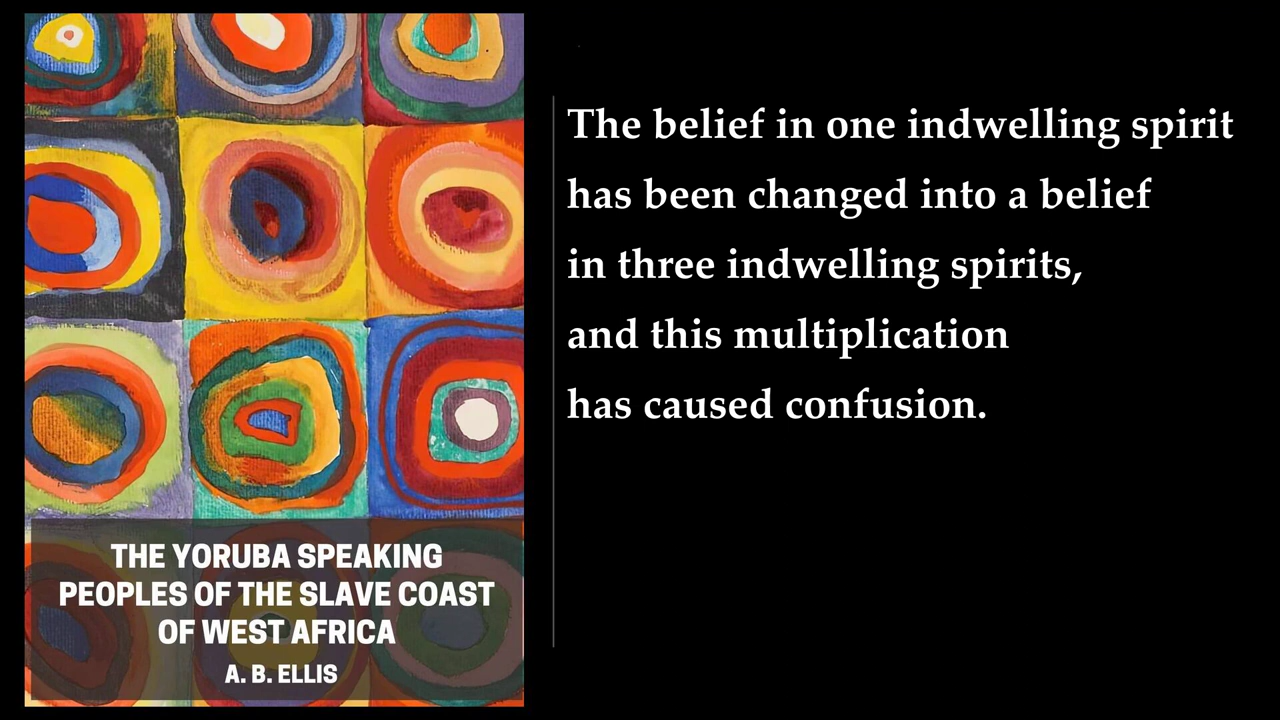 The belief in one indwelling spirit
has been changed into a belief
in three indwelling spirits,
and this multiplication
has caused confusion.
THE YORUBA SPEAKING
PEOPLES OF THE SLAVE COAST
OF WEST AFRICA
A. B. ELLIS